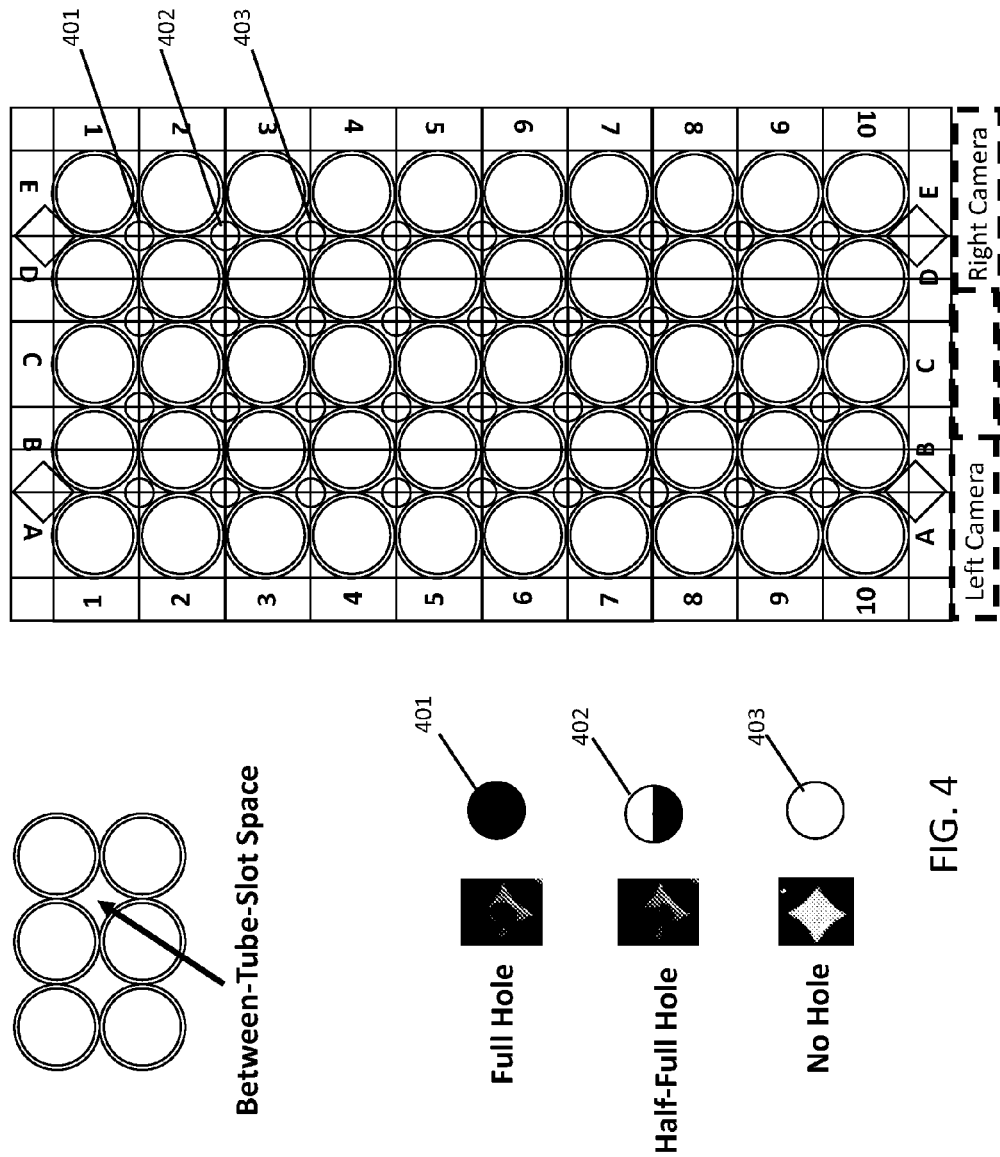 Between-Tube-Slot Space
Full Hole 401
Half-Full Hole 402
No Hole 403
FIG. 4
A B C D E
1 1
2 2
3 3
4 4
5 5
6 6
7 7
8 8
9 9
10 10
A B C D E
Left Camera Right Camera
401
402
403